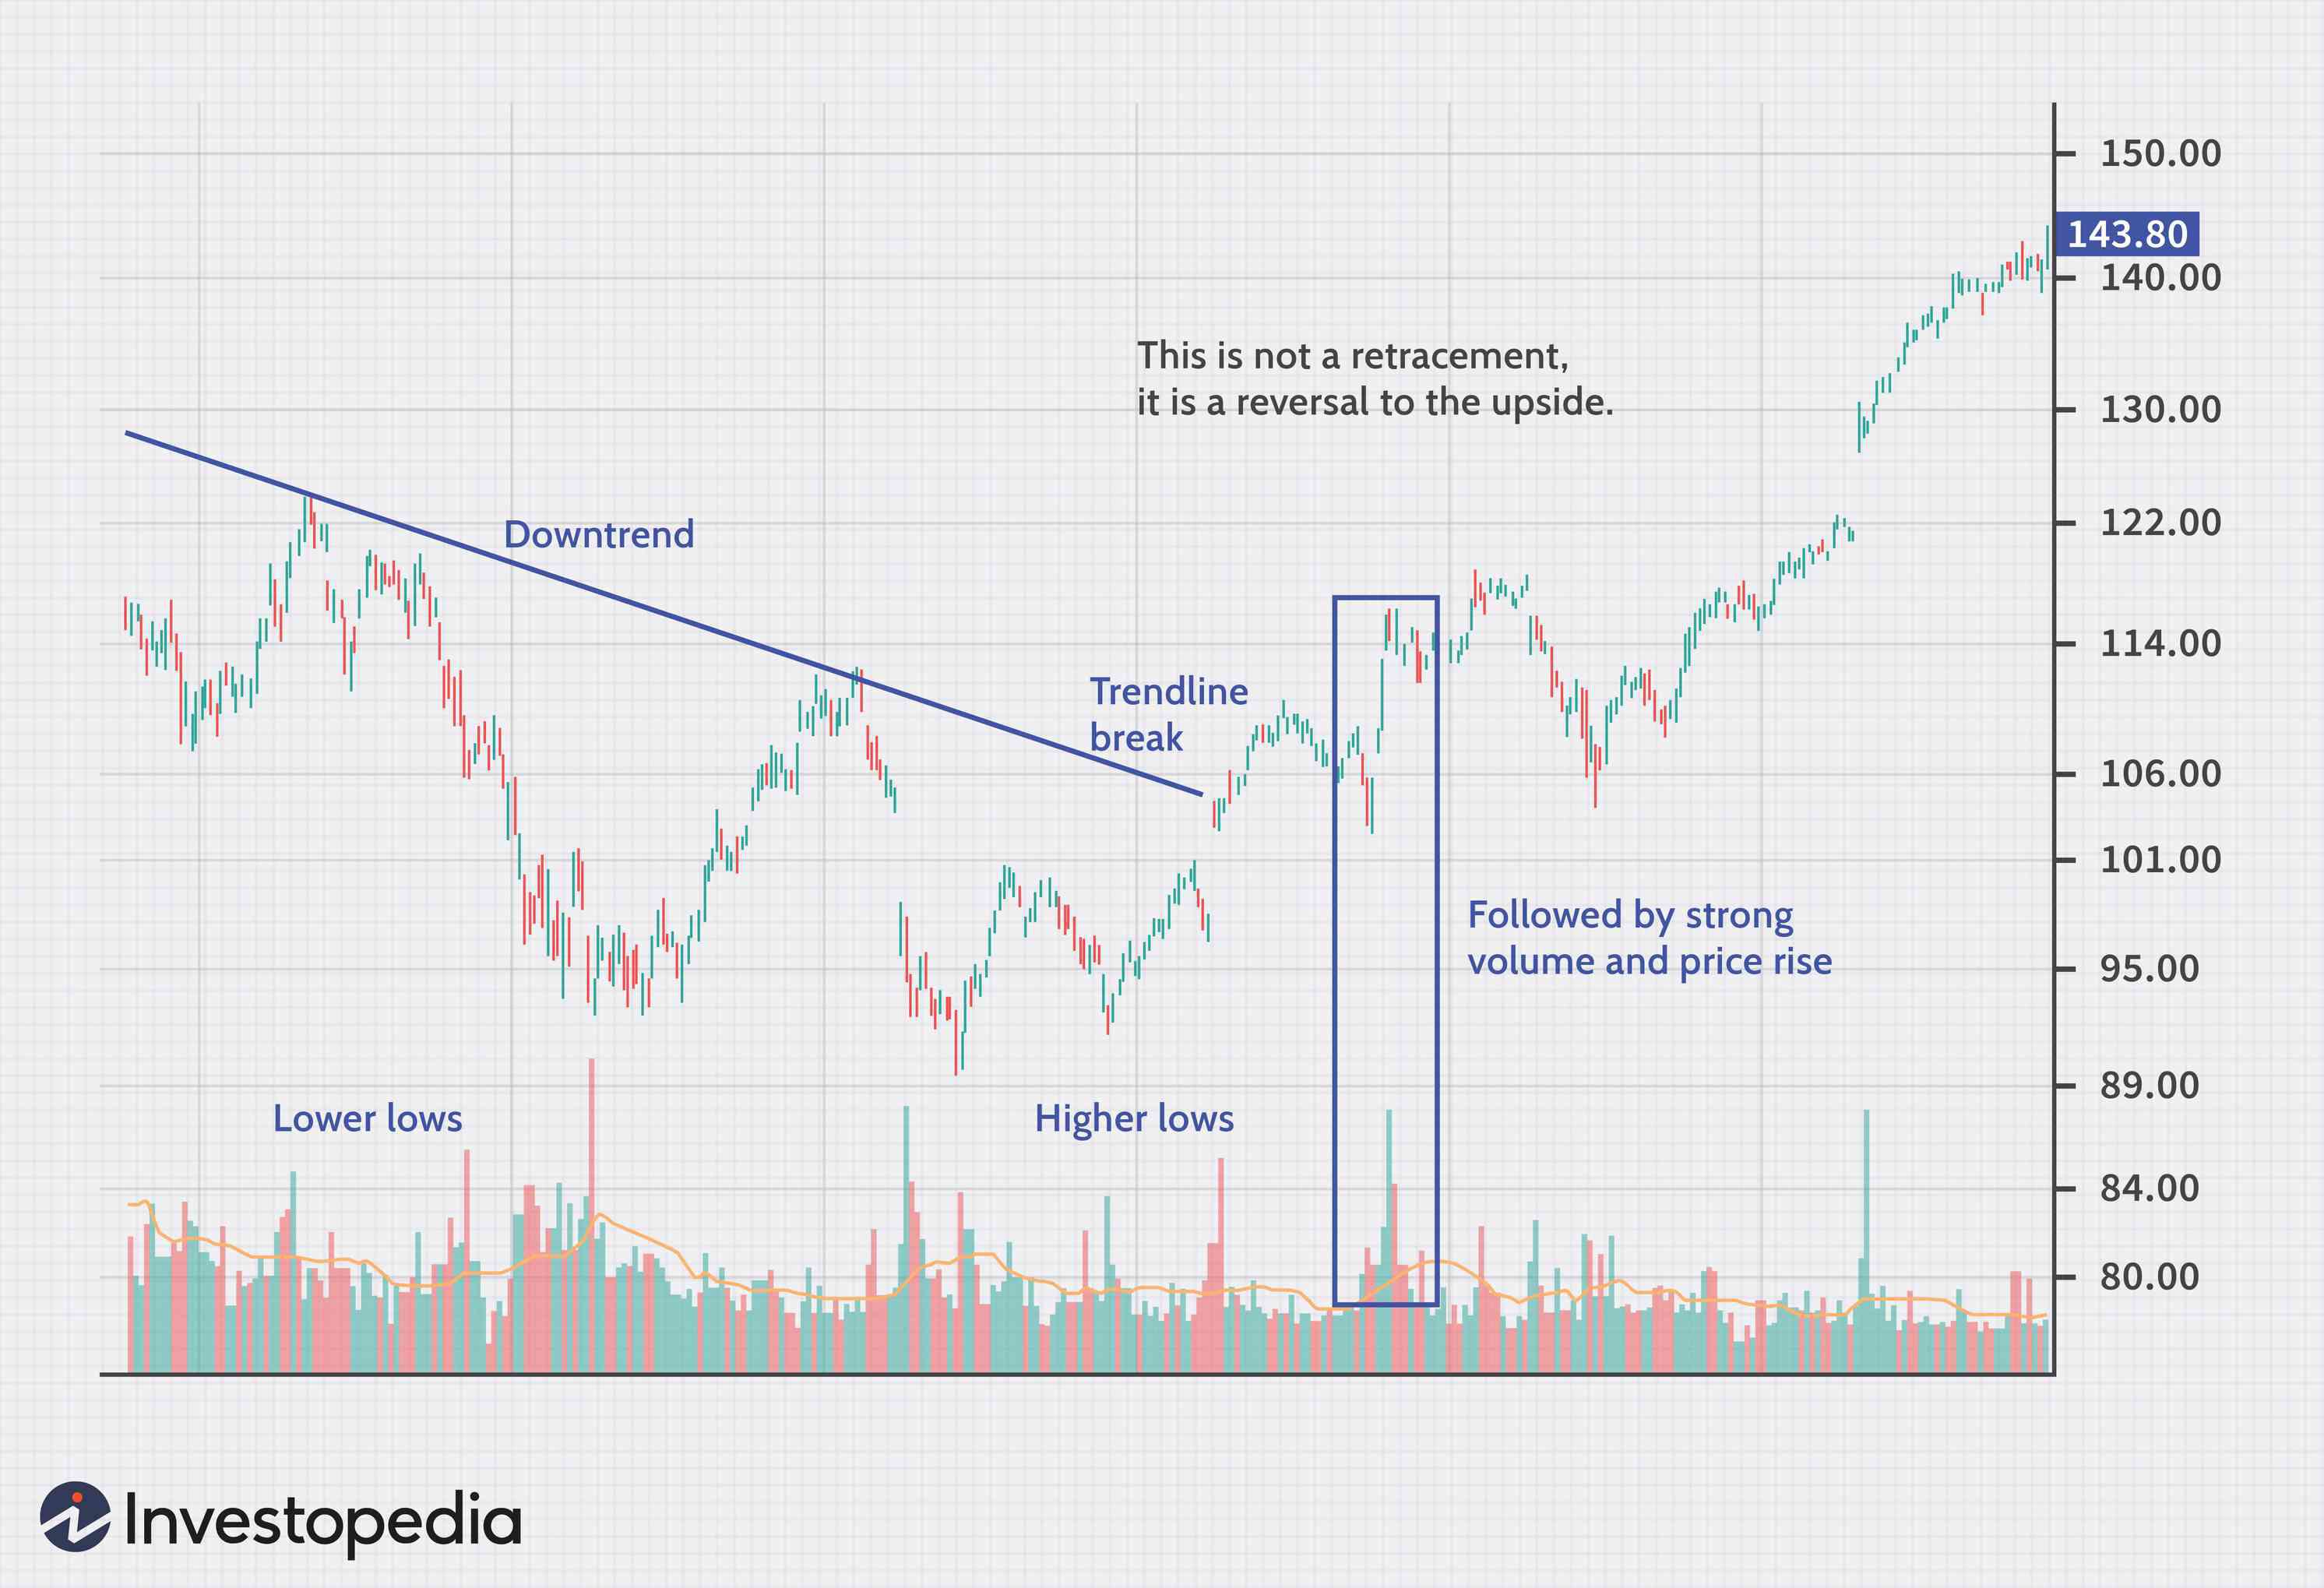 150.00
143.80
140.00
This is not a retracement,
it is a reversal to the upside.
130.00
Downtrend
122.00
114.00
Trendline
break
106.00
101.00
Followed by strong
volume and price rise
95.00
89.00
Lower lows
Higher lows
84.00
80.00
Investopedia